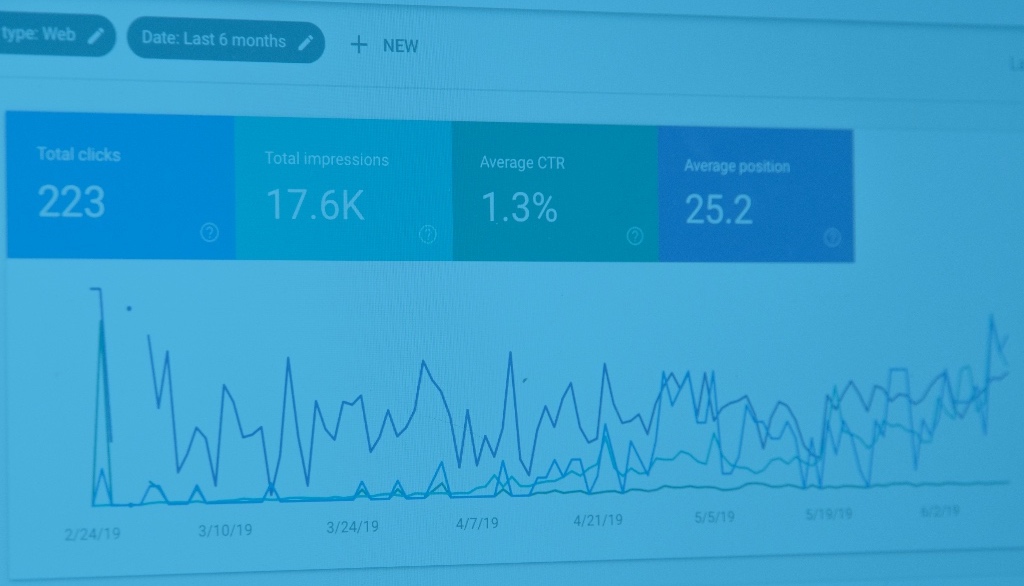 type: Web
Date: Last 6 months
+ NEW
Total clicks
223
Total impressions
17.6K
Average CTR
1.3%
Average position
25.2
2/24/19
3/10/19
3/24/19
4/7/19
4/21/19
5/5/19
5/19/19
6/2/19